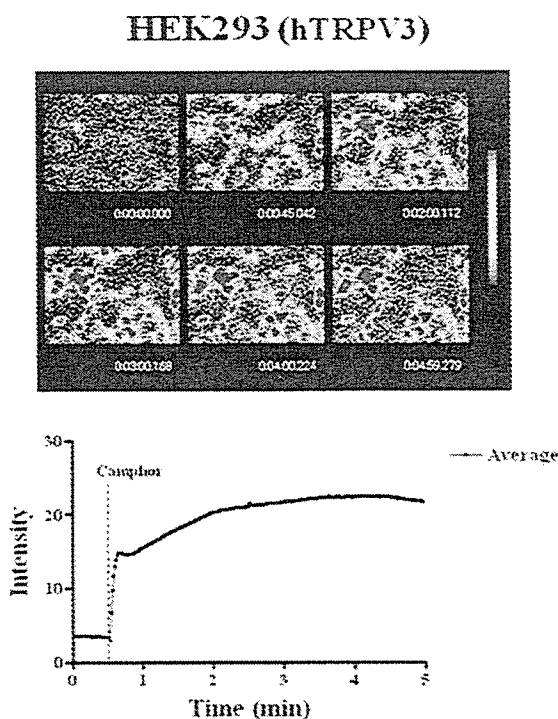 HEK293 (hTRPV3)
0:00:00.000 0:00:45.042 0:02:00.112
0:03:00.168 0:04:00.224 0:04:59.279
30
20
10
0
Camphor
Average
Intensity
0 1 2 3 4 5
Time (min)